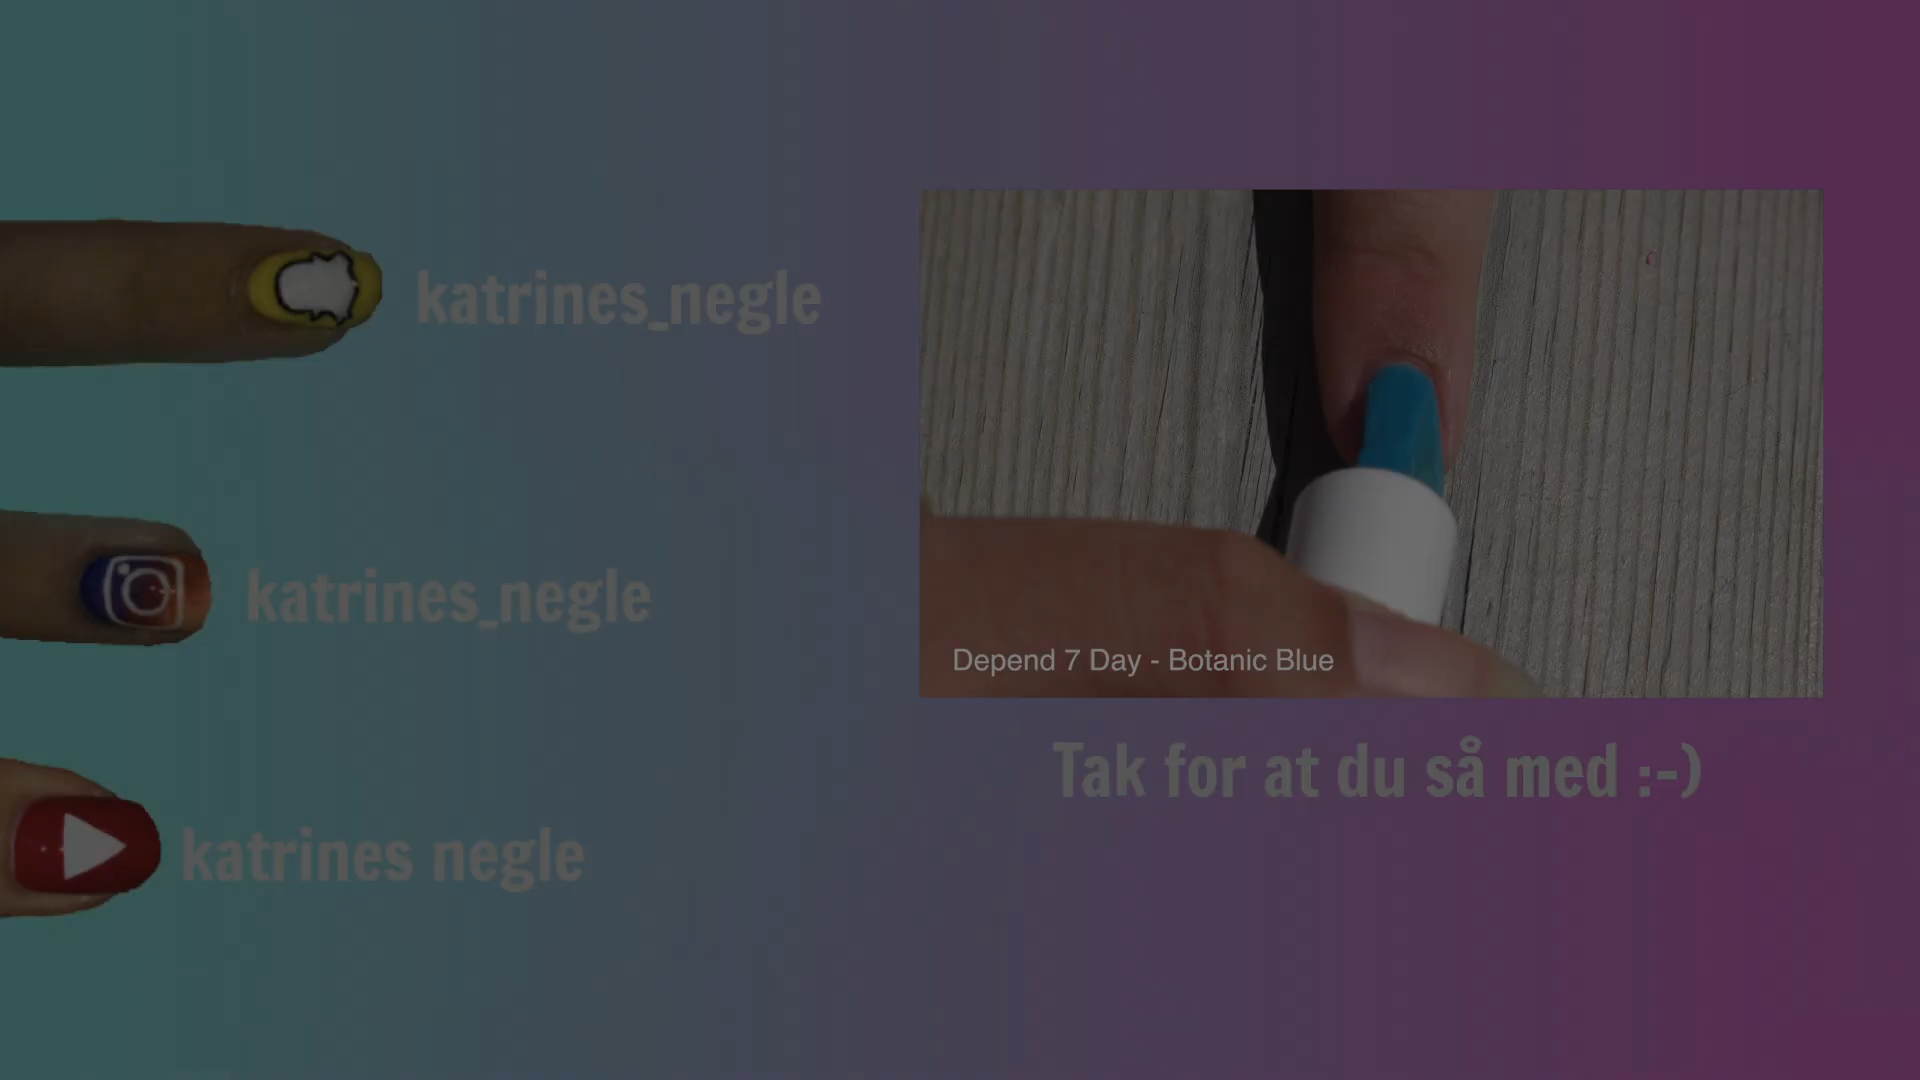 katrines_negle
katrines_negle
katrines negle
Depend 7 Day - Botanic Blue
Tak for at du så med :-)